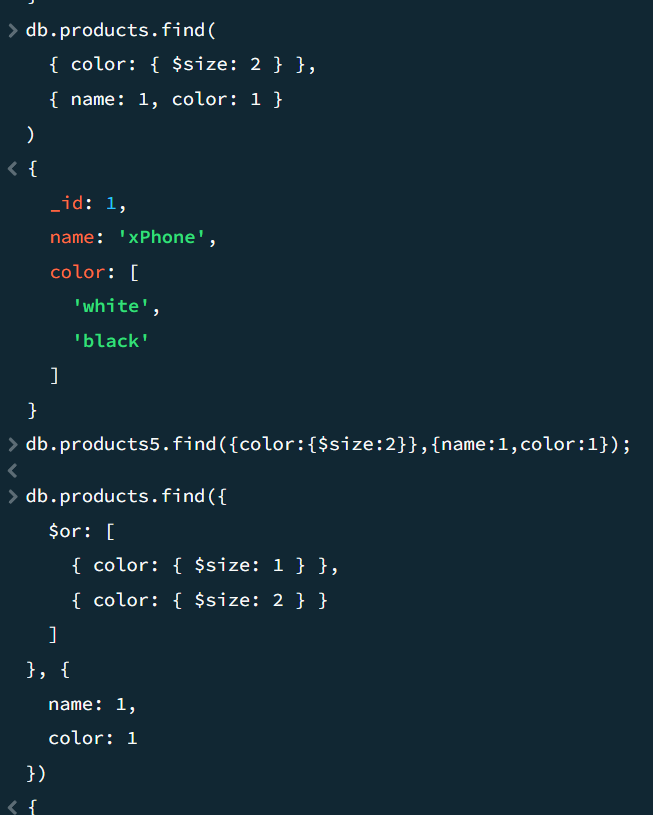 }
> db.products.find(
{ color: { $size: 2 } },
{ name: 1, color: 1 }
)
< {
_id: 1,
name: 'xPhone',
color: [
'white',
'black'
]
}
> db.products5.find({color:{$size:2}},{name:1,color:1});
<
> db.products.find({
$or: [
{ color: { $size: 1 } },
{ color: { $size: 2 } }
]
}, {
name: 1,
color: 1
})
< {